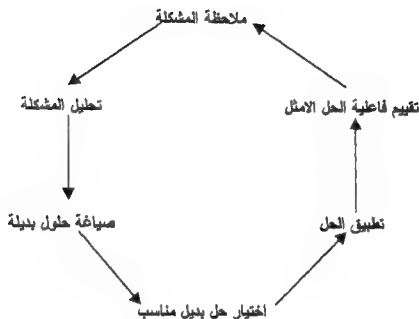 ملاحظة المشكلة
تحليل المشكلة
صياغة حلول بديلة
اختيار حل بديل مناسب
تطبيق الحل
تقييم فاعلية الحل الامثل